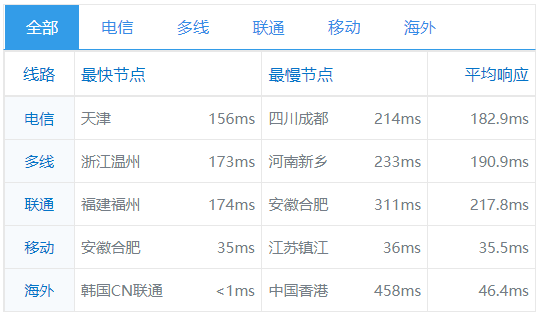 全部 电信 多线 联通 移动 海外
线路 最快节点 最慢节点 平均响应
电信 天津 156ms 四川成都 214ms 182.9ms
多线 浙江温州 173ms 河南新乡 233ms 190.9ms
联通 福建福州 174ms 安徽合肥 311ms 217.8ms
移动 安徽合肥 35ms 江苏镇江 36ms 35.5ms
海外 韩国CN联通 <1ms 中国香港 458ms 46.4ms